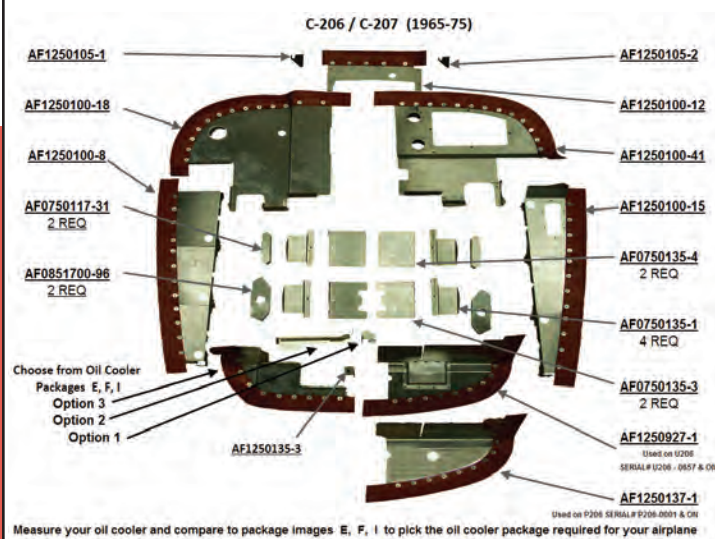 C-206 / C-207 (1965-75)
AF1250105-1
AF1250105-2
AF1250100-18
AF1250100-12
AF1250100-8
AF1250100-41
AF0750117-31
2 REQ
AF1250100-15
AF0851700-96
2 REQ
AF0750135-4
2 REQ
AF0750135-1
4 REQ
Choose from Oil Cooler
Packages E, F, I
Option 3
Option 2
Option 1
AF0750135-3
2 REQ
AF1250135-3
AF1250927-1
Used on U206
SERIAL# U206 - 0657 & ON
AF1250137-1
Used on P206 SERIAL# P206-0001 & ON
Measure your oil cooler and compare to package images E, F, I to pick the oil cooler package required for your airplane